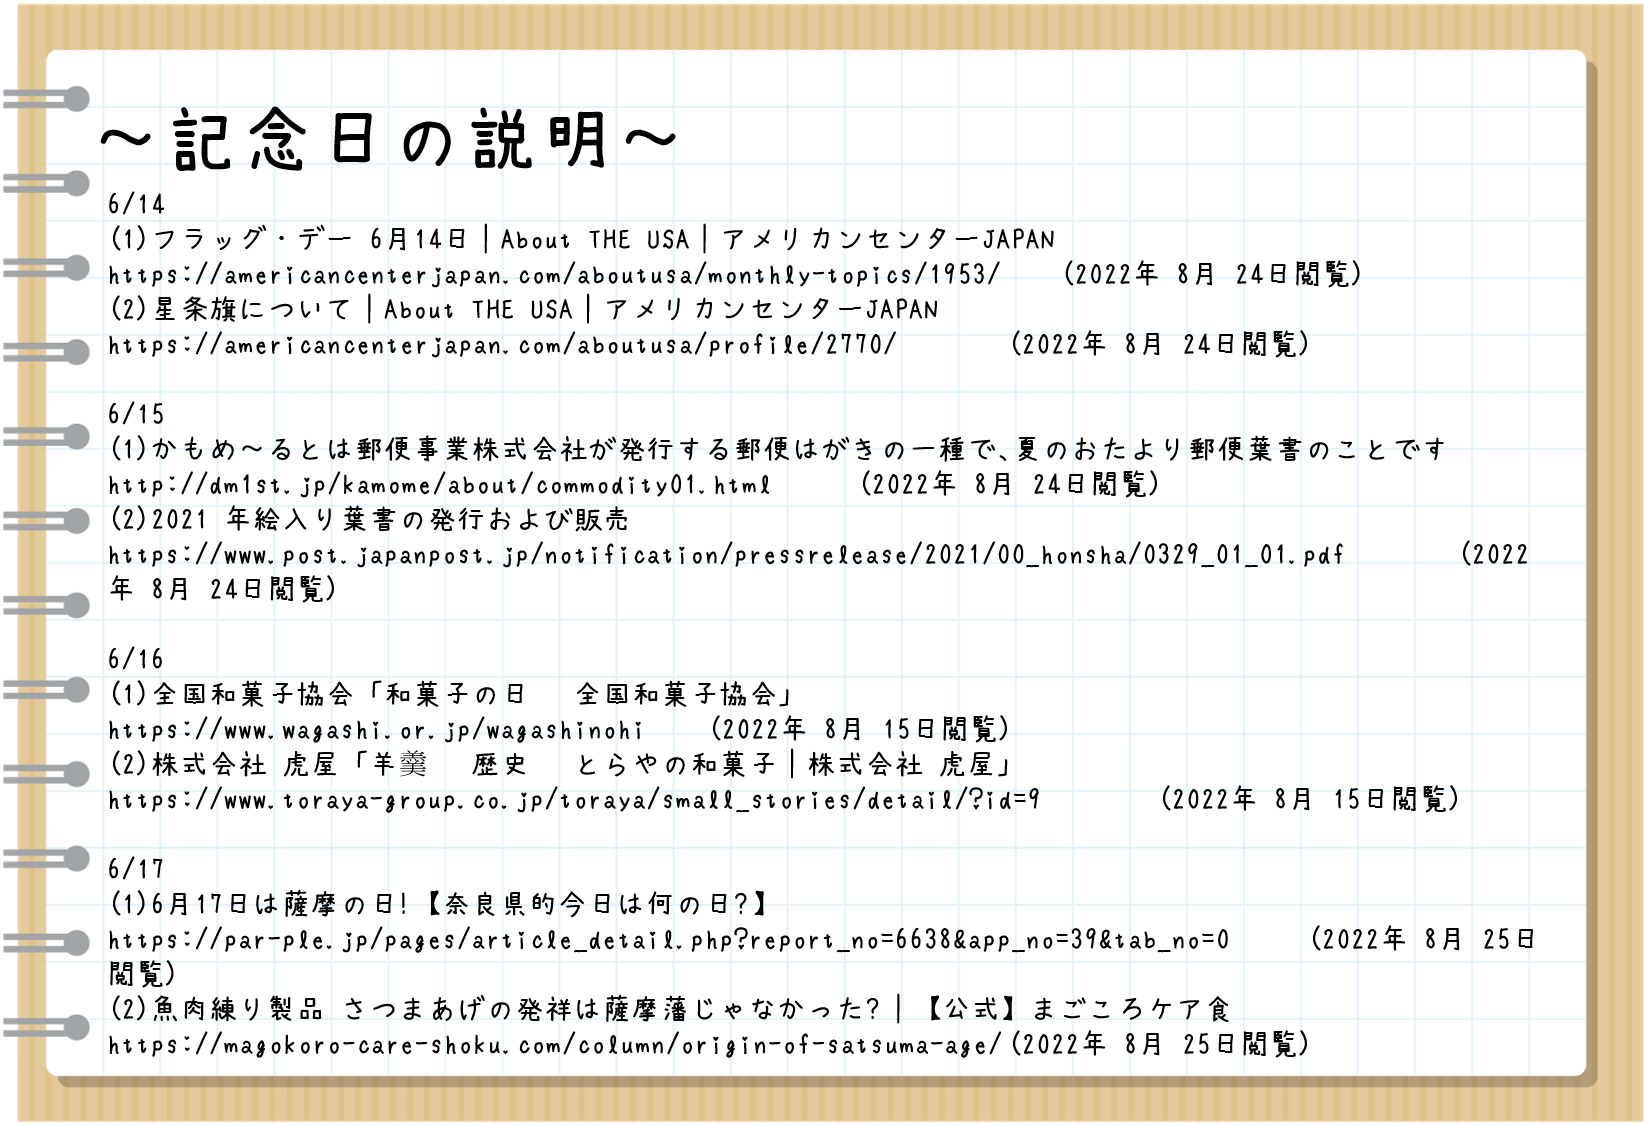 ～記念日の説明～
6/14
(1)フラッグ・デー 6月14日|About THE USA|アメリカンセンターJAPAN
https://americancenterjapan.com/aboutusa/monthly-topics/1953/ (2022年 8月 24日閲覧)
(2)星条旗について|About THE USA|アメリカンセンターJAPAN
https://americancenterjapan.com/aboutusa/profile/2770/ (2022年 8月 24日閲覧)
6/15
(1)かもめ～るとは郵便事業株式会社が発行する郵便はがきの一種で、夏のおたより郵便葉書のことです
http://dm1st.jp/kamome/about/commodity01.html (2022年 8月 24日閲覧)
(2)2021 年絵入り葉書の発行および販売
https://www.post.japanpost.jp/notification/pressrelease/2021/00_honsha/0329_01_01.pdf (2022
年 8月 24日閲覧)
6/16
(1)全国和菓子協会「和菓子の日 全国和菓子協会」
https://www.wagashi.or.jp/wagashinohi (2022年 8月 15日閲覧)
(2)株式会社 虎屋「羊羹 歴史 とらやの和菓子|株式会社 虎屋」
https://www.toraya-group.co.jp/toraya/small_stories/detail/?id=9 (2022年 8月 15日閲覧)
6/17
(1)6月17日は薩摩の日!【奈良県的今日は何の日?】
https://par-ple.jp/pages/article_detail.php?report_no=6638&app_no=39&tab_no=0 (2022年 8月 25日
閲覧)
(2)魚肉練り製品 さつまあげの発祥は薩摩藩じゃなかった?|【公式】まごころケア食
https://magokoro-care-shoku.com/column/origin-of-satsuma-age/(2022年 8月 25日閲覧)